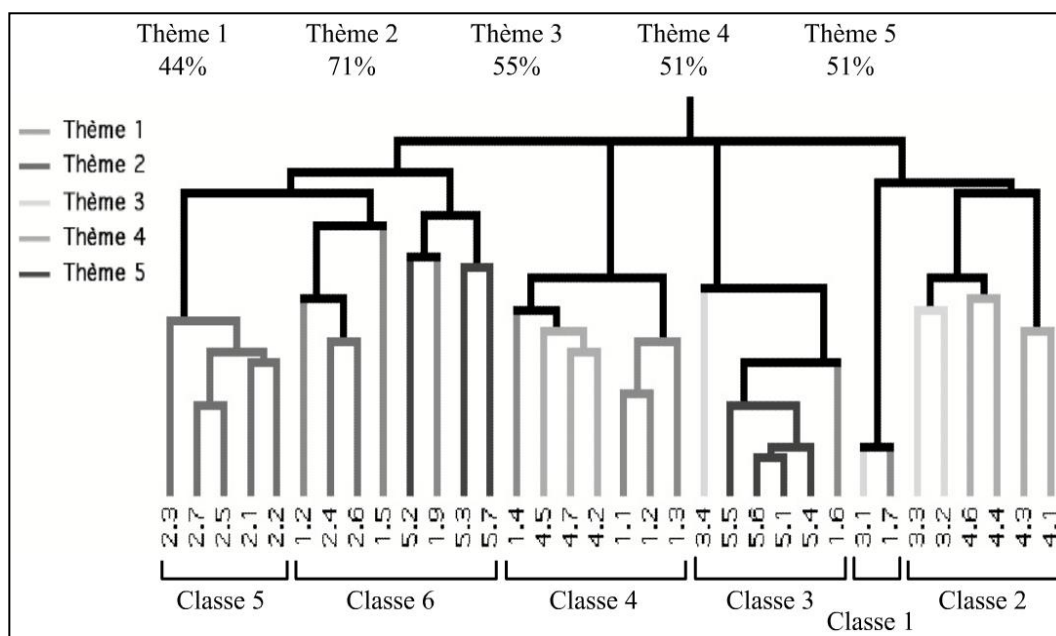 Thème 1 Thème 2 Thème 3 Thème 4 Thème 5
44% 71% 55% 51% 51%
Thème 1
Thème 2
Thème 3
Thème 4
Thème 5
2.3 2.7 2.5 2.1 2.2 1.2 2.4 2.6 1.5 5.2 1.9 5.3 5.7 1.4 4.5 4.7 4.2 1.1 1.2 1.3 3.4 5.5 5.6 5.1 5.4 1.6 3.1 1.7 3.3 3.2 4.6 4.4 4.3 4.1
Classe 5 Classe 6 Classe 4 Classe 3 Classe 2
Classe 1